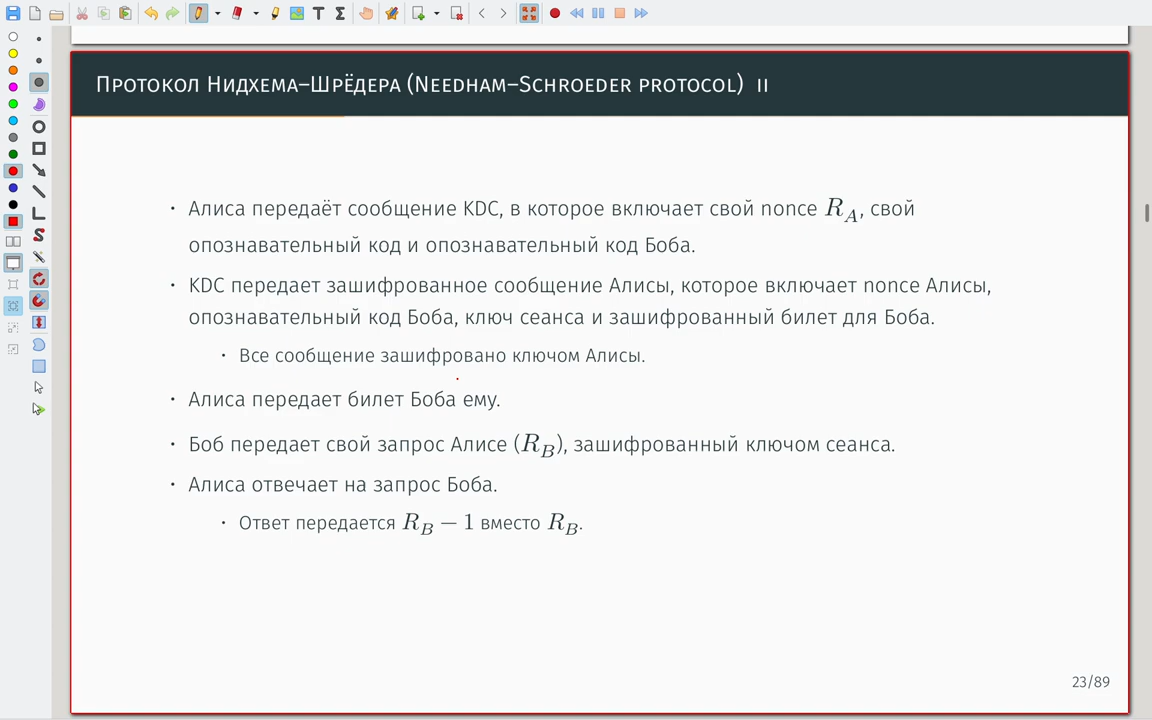 Протокол Нидхема–Шрёдера (Needham–Schroeder protocol) II
• Алиса передаёт сообщение KDC, в которое включает свой nonce R_A, свой
опознавательный код и опознавательный код Боба.
• KDC передает зашифрованное сообщение Алисы, которое включает nonce Алисы,
опознавательный код Боба, ключ сеанса и зашифрованный билет для Боба.
• Все сообщение зашифровано ключом Алисы.
• Алиса передает билет Боба ему.
• Боб передает свой запрос Алисе (R_B), зашифрованный ключом сеанса.
• Алиса отвечает на запрос Боба.
• Ответ передается R_B − 1 вместо R_B.
23/89